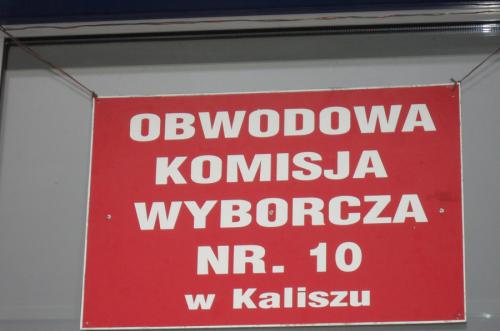 OBWODOWA
KOMISJA
WYBORCZA
NR. 10
w Kaliszu